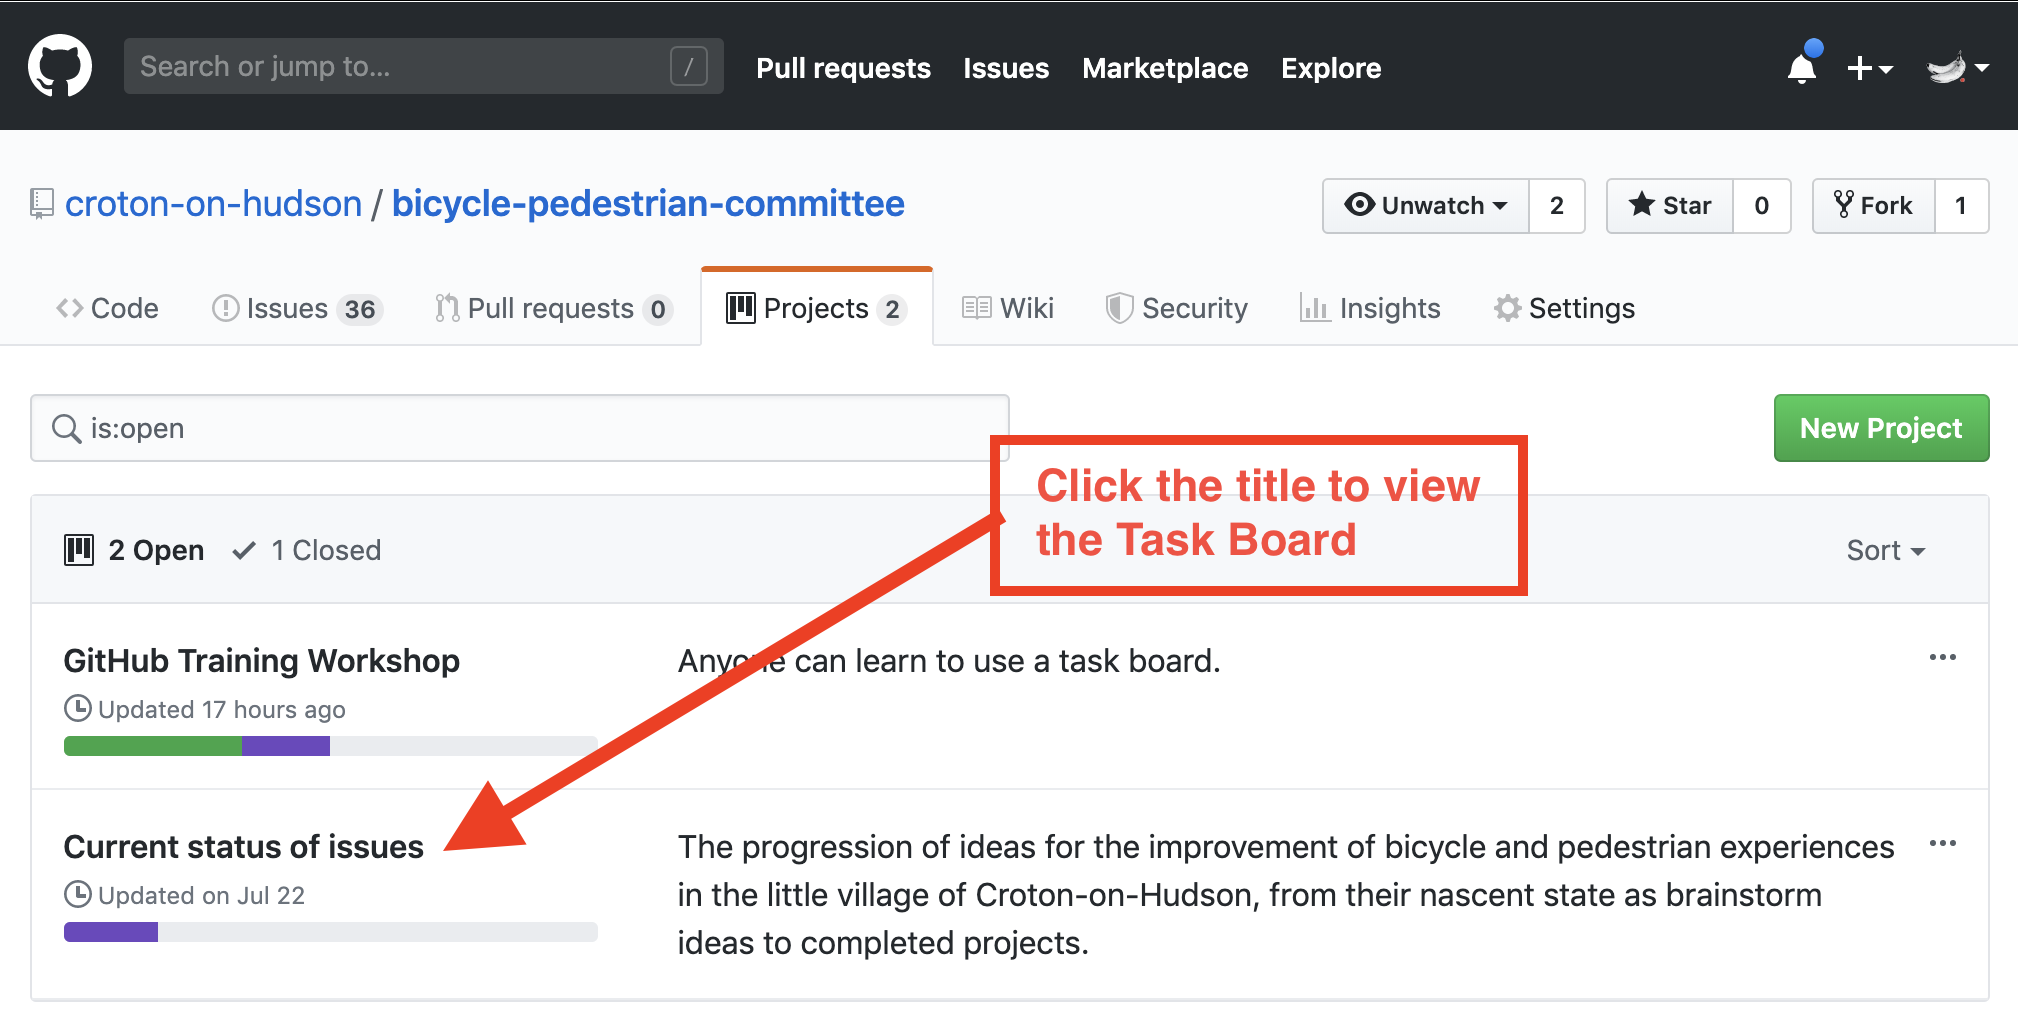 Search or jump to... /
Pull requests Issues Marketplace Explore
croton-on-hudson / bicycle-pedestrian-committee
Unwatch 2 Star 0 Fork 1
Code Issues 36 Pull requests 0 Projects 2 Wiki Security Insights Settings
is:open
New Project
Click the title to view
the Task Board
2 Open 1 Closed
Sort
GitHub Training Workshop
Anyone can learn to use a task board.
Updated 17 hours ago
Current status of issues
The progression of ideas for the improvement of bicycle and pedestrian experiences
Updated on Jul 22
in the little village of Croton-on-Hudson, from their nascent state as brainstorm
ideas to completed projects.